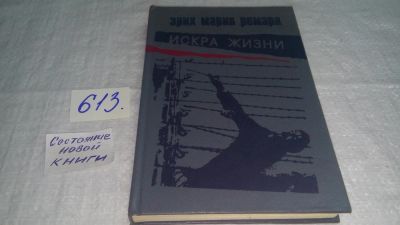 эрих мария ремарк
ИСКРА ЖИЗНИ
613.
Состояние
новой
книги